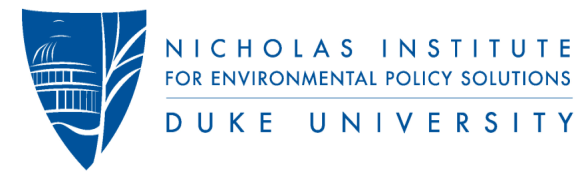 NICHOLAS INSTITUTE
FOR ENVIRONMENTAL POLICY SOLUTIONS
DUKE UNIVERSITY